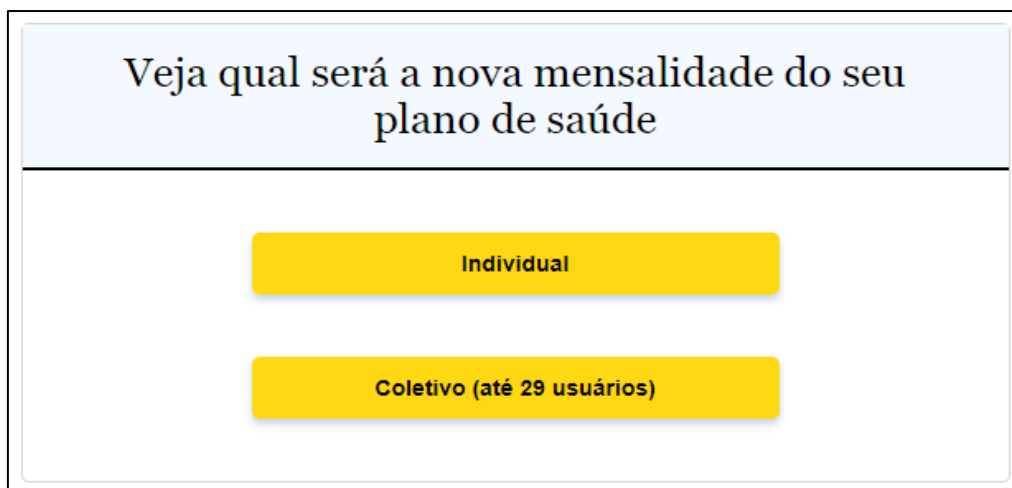 Veja qual será a nova mensalidade do seu
plano de saúde
Individual
Coletivo (até 29 usuários)